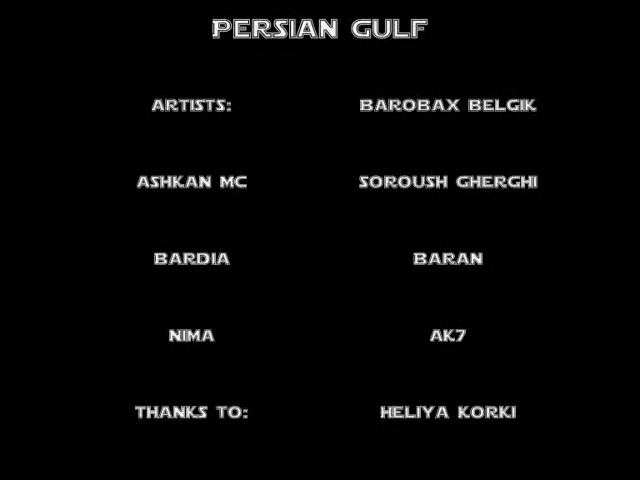 PERSIAN GULF
ARTISTS: BAROBAX BELGIK
ASHKAN MC SOROUSH GHERGHI
BARDIA BARAN
NIMA AK7
THANKS TO: HELIYA KORKI